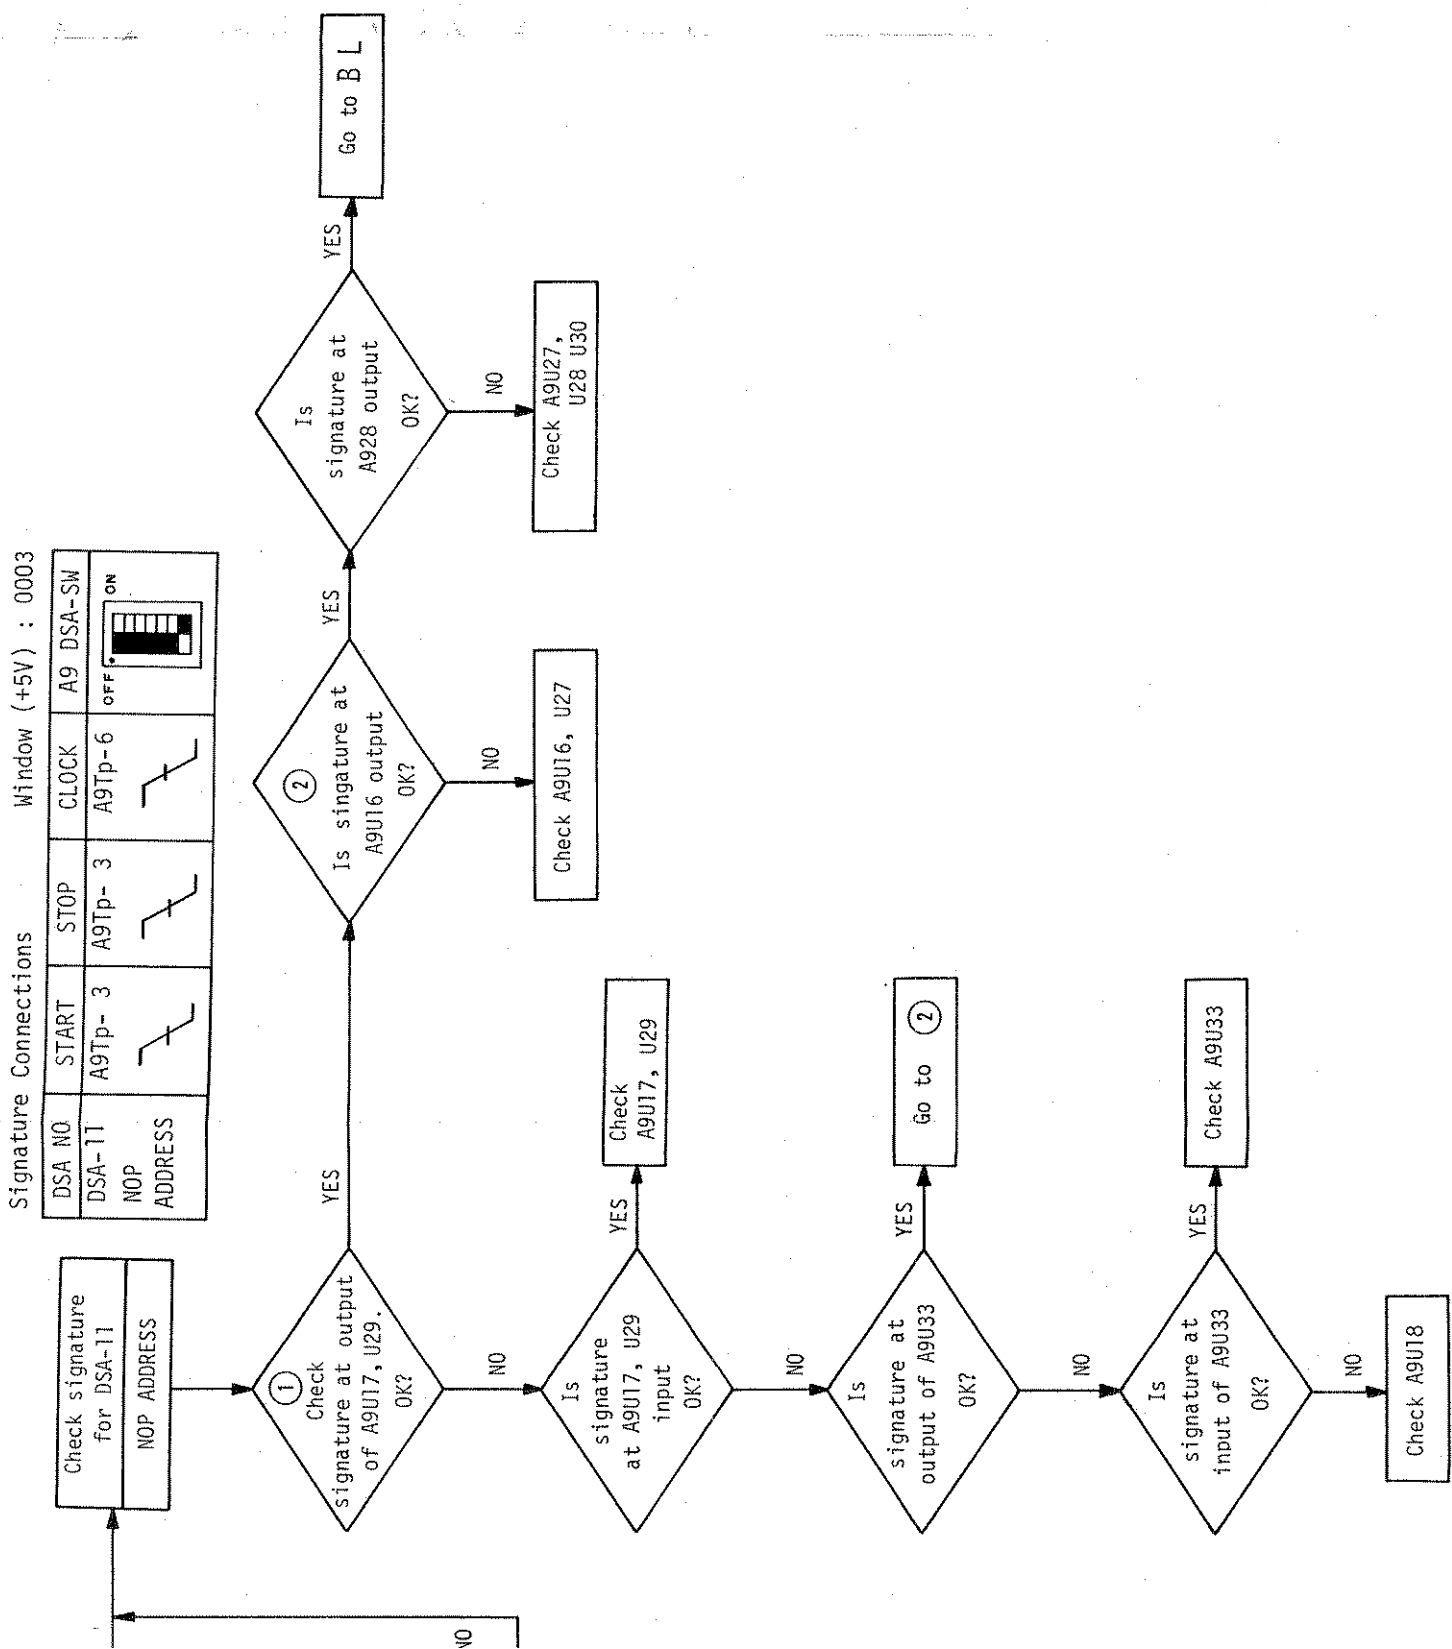 Signature Connections Window (+5V) : 0003
DSA NO START STOP CLOCK A9 DSA-SW
DSA-11 A9Tp- 3 A9Tp- 3 A9Tp-6 OFF ON
NOP
ADDRESS
Check signature
for DSA-11
NOP ADDRESS
1
Check
signature at output
of A9U17, U29.
OK?
YES
2
Is singature at
A9U16 output
OK?
YES
Is
signature at
A928 output
OK?
YES
Go to B L
NO
Is
signature
at A9U17, U29
input
OK?
YES
Check
A9U17, U29
NO
Check A9U16, U27
NO
Check A9U27,
U28 U30
NO
Is
signature at
output of A9U33
OK?
YES
Go to 2
NO
Is
signature at
input of A9U33
OK?
YES
Check A9U33
NO
Check A9U18
NO